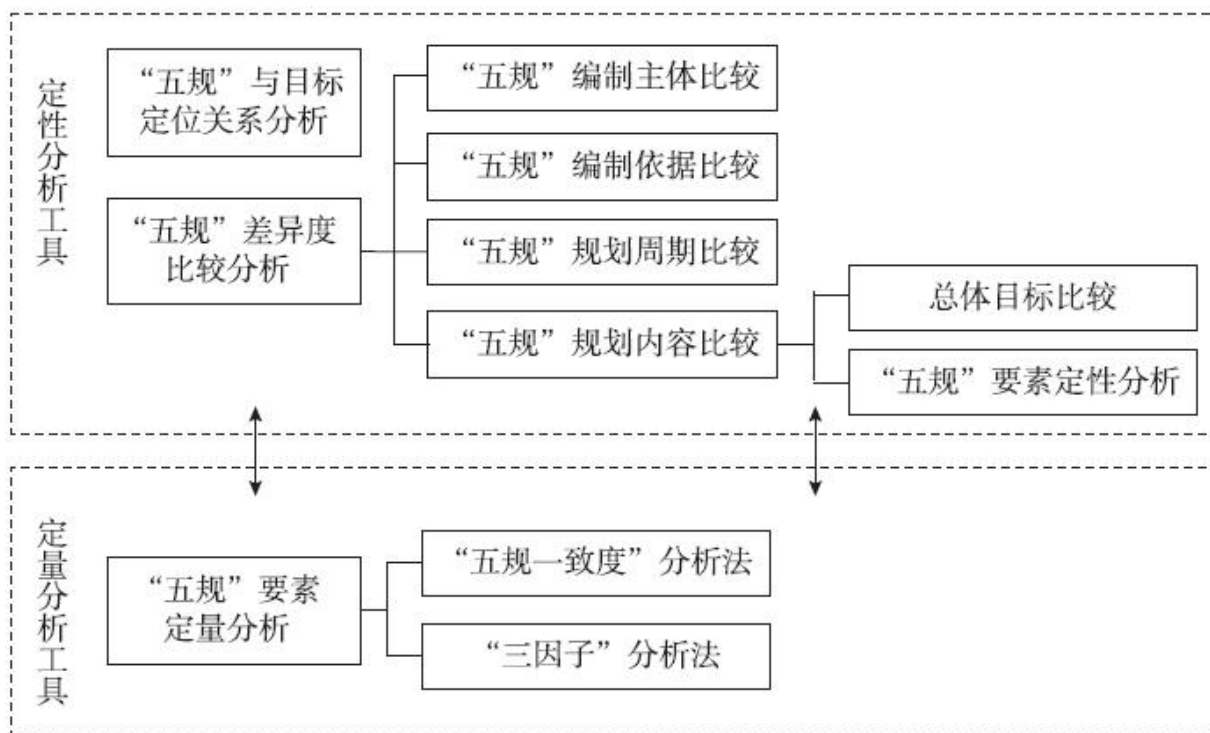 定性分析工具
“五规”与目标
定位关系分析
“五规”差异度
比较分析
“五规”编制主体比较
“五规”编制依据比较
“五规”规划周期比较
“五规”规划内容比较
总体目标比较
“五规”要素定性分析
定量分析工具
“五规”要素
定量分析
“五规一致度”分析法
“三因子”分析法